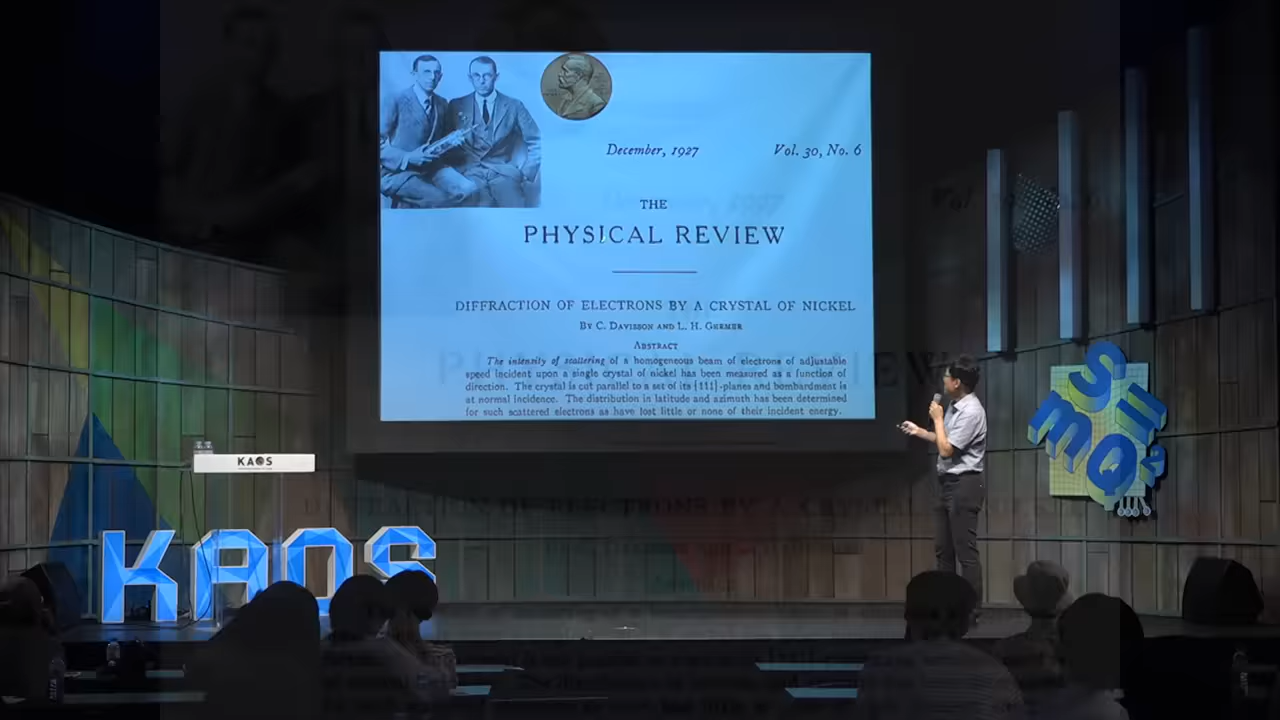 December, 1927
Vol. 30, No. 6
THE
PHYSICAL REVIEW
DIFFRACTION OF ELECTRONS BY A CRYSTAL OF NICKEL
By C. Davisson and L. H. Germer
Abstract
The intensity of scattering of a homogeneous beam of electrons of adjustable
speed incident upon a single crystal of nickel has been measured as a function of
direction. The crystal is cut parallel to a set of its {111}-planes and bombardment is
at normal incidence. The distribution in latitude and azimuth has been determined
for such scattered electrons as have lost little or none of their incident energy.
KAOS
KAOS